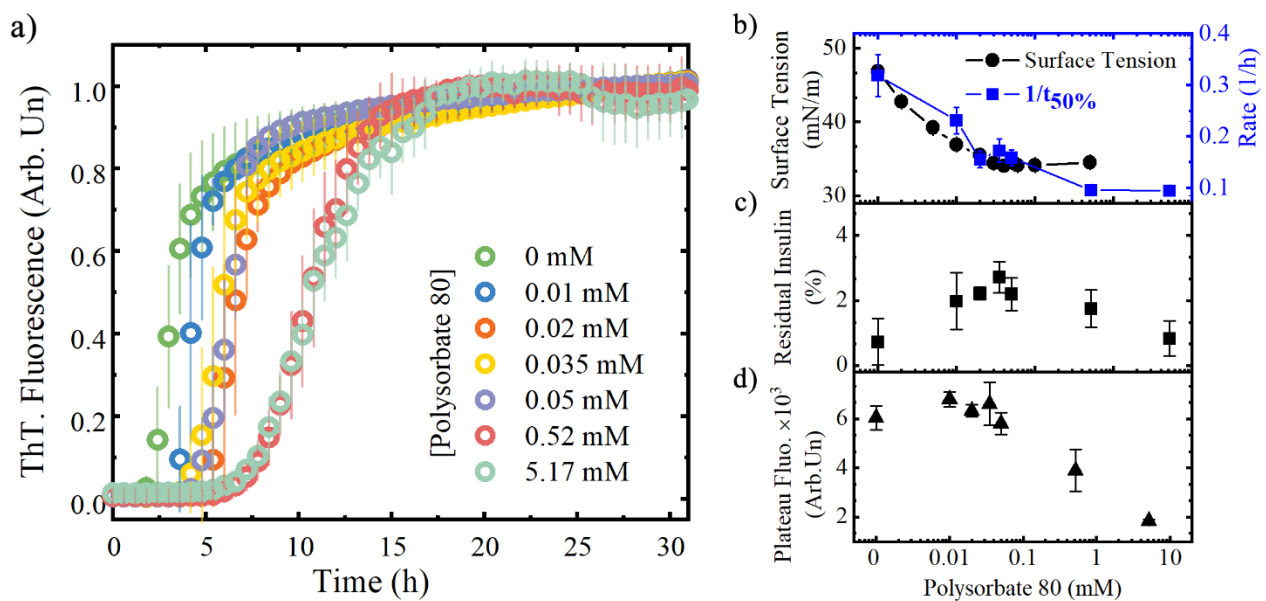 a)
ThT. Fluorescence (Arb. Un)
1.0
0.8
0.6
0.4
0.2
0.0
0 5 10 15 20 25 30
Time (h)
[Polysorbate 80]
0 mM
0.01 mM
0.02 mM
0.035 mM
0.05 mM
0.52 mM
5.17 mM
b)
Surface Tension
(mN/m)
50
40
30
Surface Tension
1/t50%
0.4
0.3
0.2
0.1
Rate (1/h)
c)
Residual Insulin
(%)
4
2
0
d)
Plateau Fluo. ×10³
(Arb.Un)
6
4
2
0 0.01 0.1 1 10
Polysorbate 80 (mM)